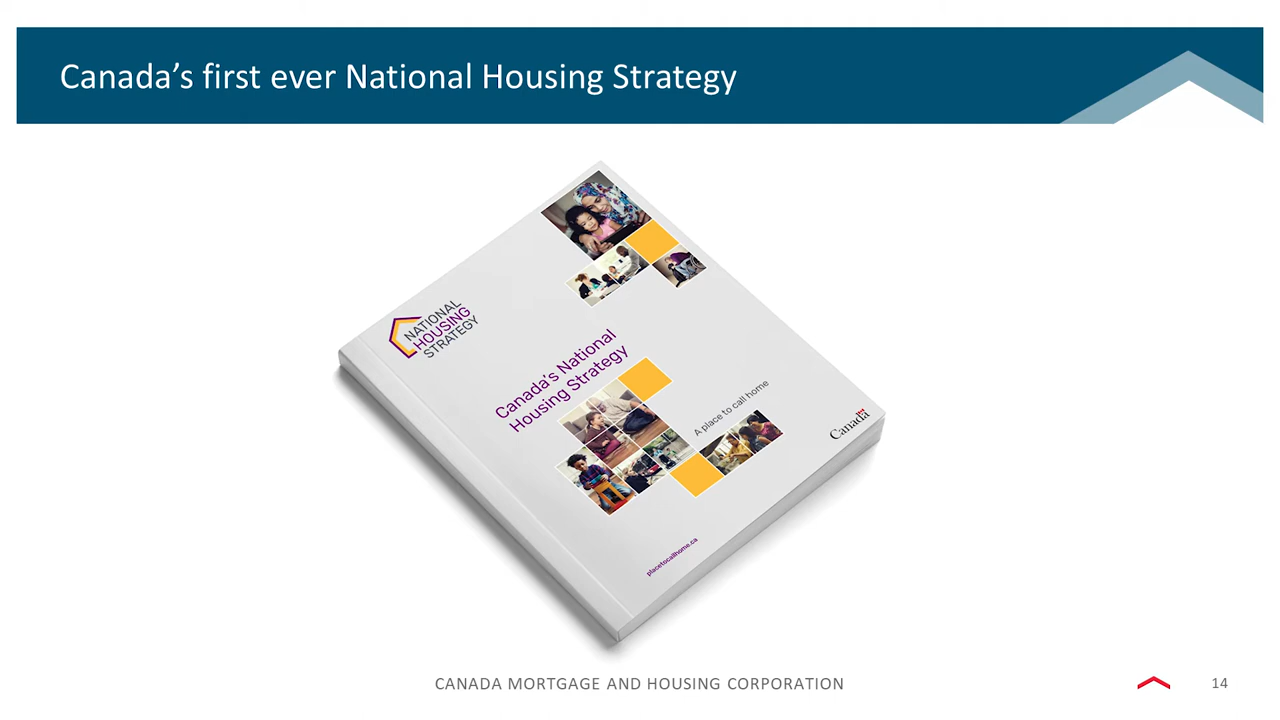 Canada’s first ever National Housing Strategy
NATIONAL
HOUSING
STRATEGY
Canada's National
Housing Strategy
A place to call home
Canada
placetocallhome.ca
CANADA MORTGAGE AND HOUSING CORPORATION
14